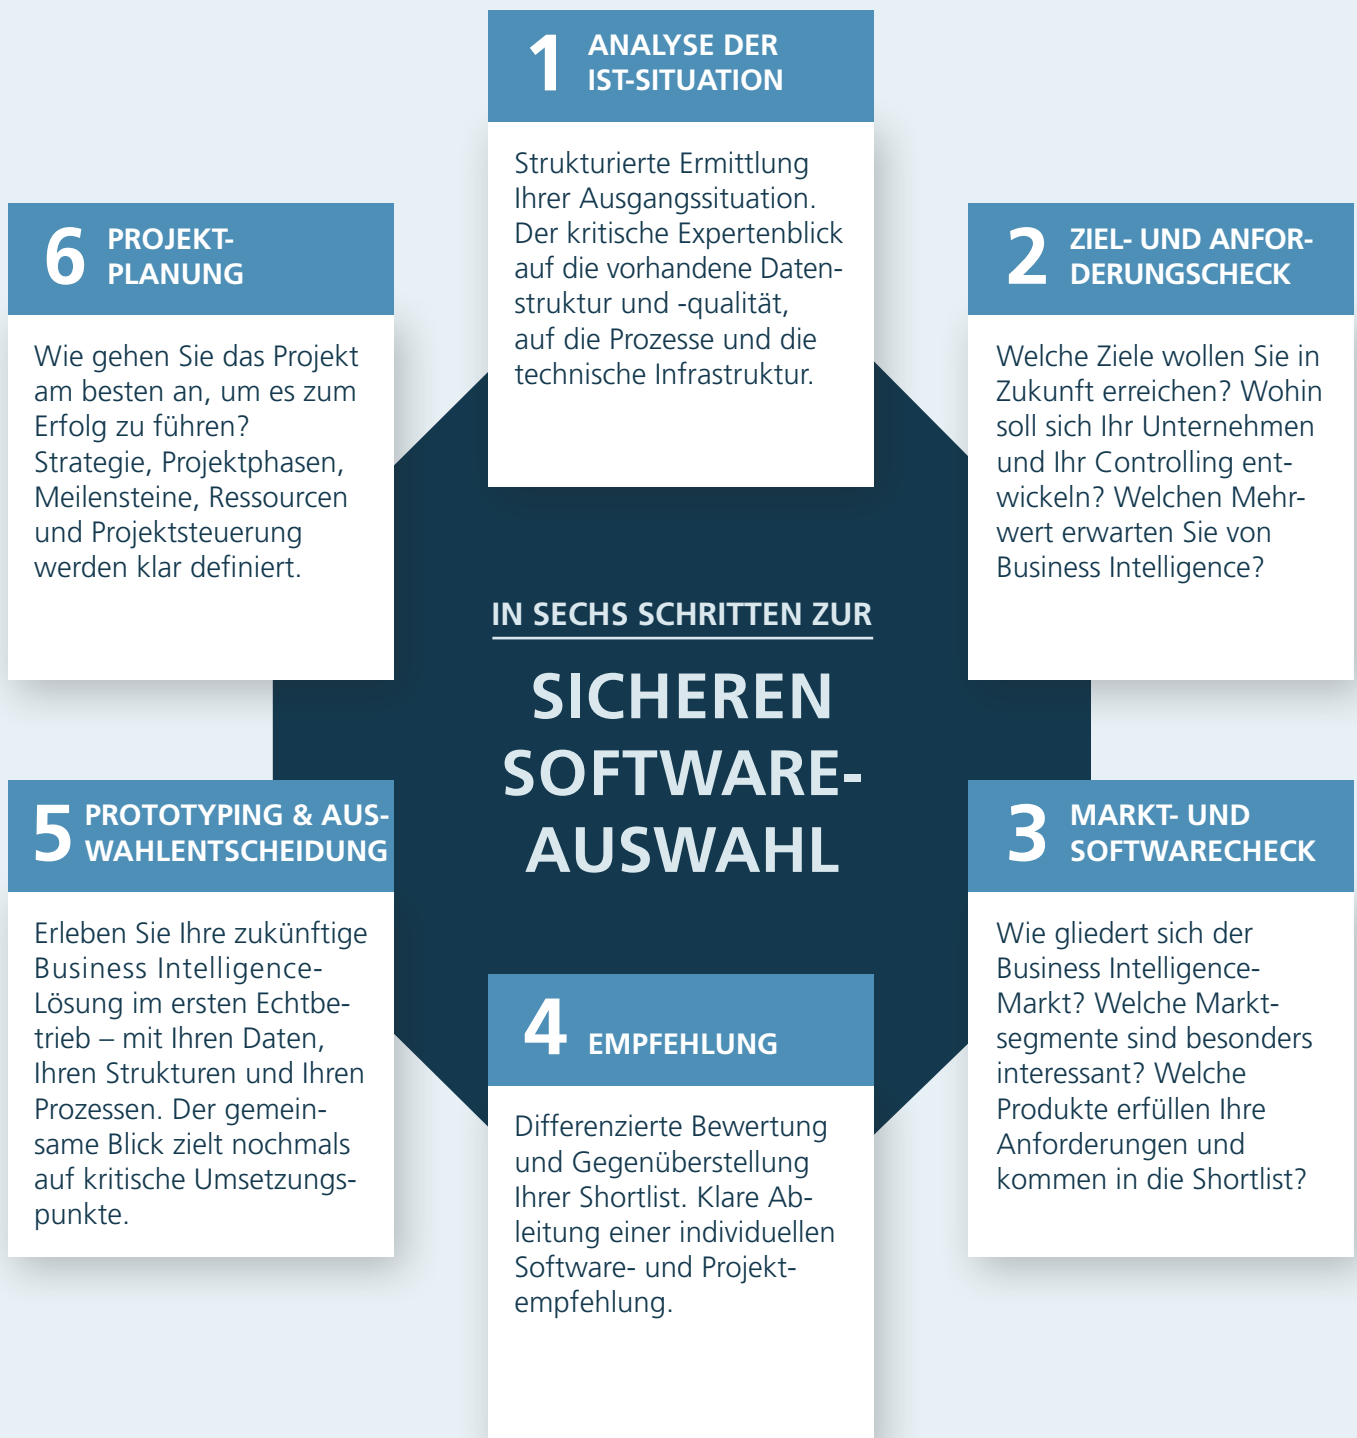 1
ANALYSE DER
IST-SITUATION
Strukturierte Ermittlung
Ihrer Ausgangssituation.
Der kritische Expertenblick
auf die vorhandene Daten-
struktur und -qualität,
auf die Prozesse und die
technische Infrastruktur.
2
ZIEL- UND ANFOR-
DERUNGSCHECK
Welche Ziele wollen Sie in
Zukunft erreichen? Wohin
soll sich Ihr Unternehmen
und Ihr Controlling ent-
wickeln? Welchen Mehr-
wert erwarten Sie von
Business Intelligence?
3
MARKT- UND
SOFTWARECHECK
Wie gliedert sich der
Business Intelligence-
Markt? Welche Markt-
segmente sind besonders
interessant? Welche
Produkte erfüllen Ihre
Anforderungen und
kommen in die Shortlist?
4
EMPFEHLUNG
Differenzierte Bewertung
und Gegenüberstellung
Ihrer Shortlist. Klare Ab-
leitung einer individuellen
Software- und Projekt-
empfehlung.
5
PROTOTYPING & AUS-
WAHLENTSCHEIDUNG
Erleben Sie Ihre zukünftige
Business Intelligence-
Lösung im ersten Echtbe-
trieb – mit Ihren Daten,
Ihren Strukturen und Ihren
Prozessen. Der gemein-
same Blick zielt nochmals
auf kritische Umsetzungs-
punkte.
6
PROJEKT-
PLANUNG
Wie gehen Sie das Projekt
am besten an, um es zum
Erfolg zu führen?
Strategie, Projektphasen,
Meilensteine, Ressourcen
und Projektsteuerung
werden klar definiert.
IN SECHS SCHRITTEN ZUR
SICHEREN
SOFTWARE-
AUSWAHL